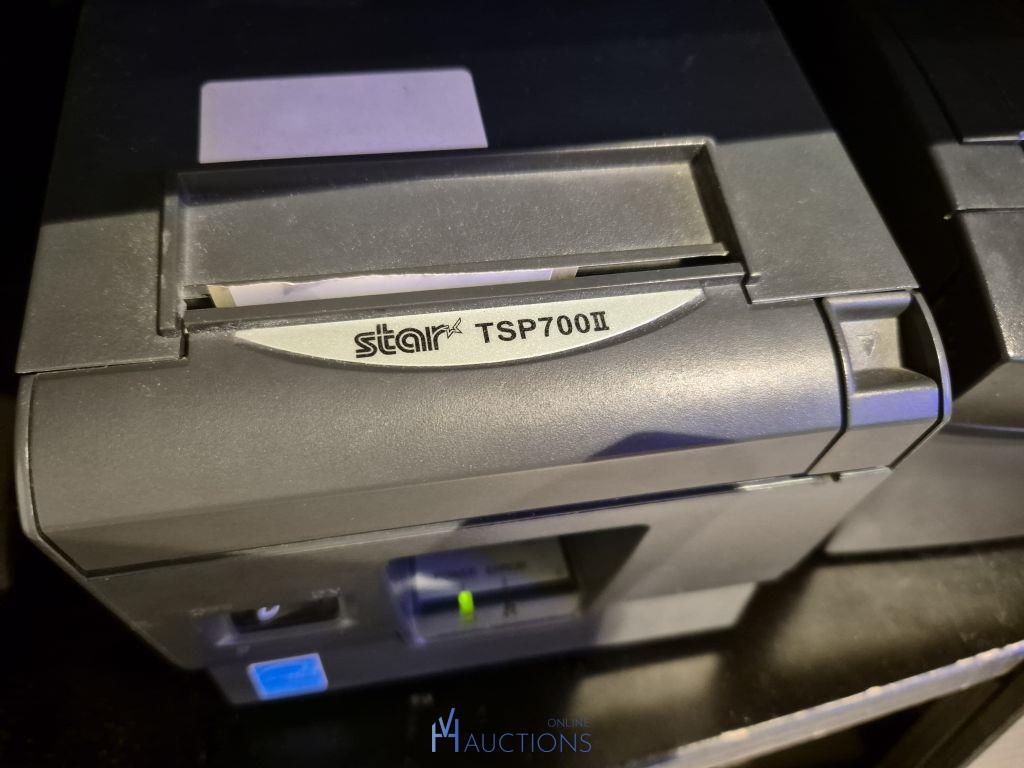 star TSP700II
ONLINE
AUCTIONS